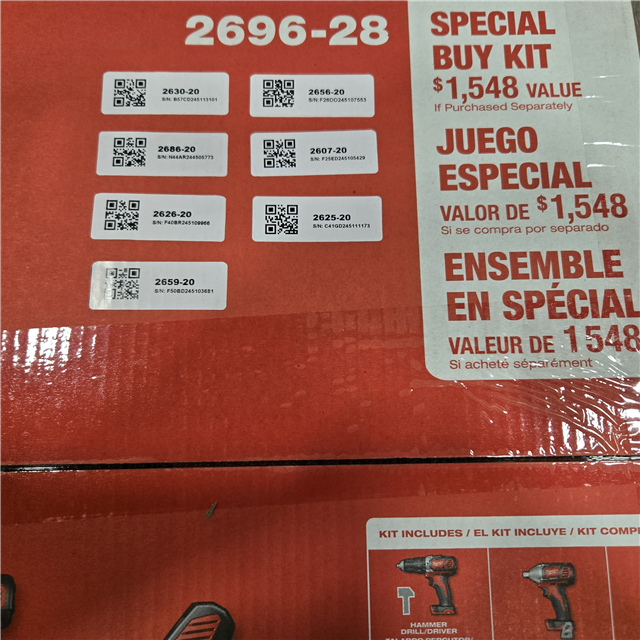 2696-28
2630-20
S/N: B57CD245113101
2656-20
S/N: F26DD245107553
2686-20
S/N: N44AR244505773
2607-20
S/N: F25ED245105429
2626-20
S/N: F40BR245109966
2625-20
S/N: C41GD245111173
2659-20
S/N: F50BD245103681
SPECIAL
BUY KIT
$1,548 VALUE
If Purchased Separately
JUEGO
ESPECIAL
VALOR DE $1,548
Si se compra por separado
ENSEMBLE
EN SPÉCIAL
VALEUR DE 1 548
Si acheté séparément
KIT INCLUDES / EL KIT INCLUYE / KIT COMP
HAMMER
DRILL/DRIVER